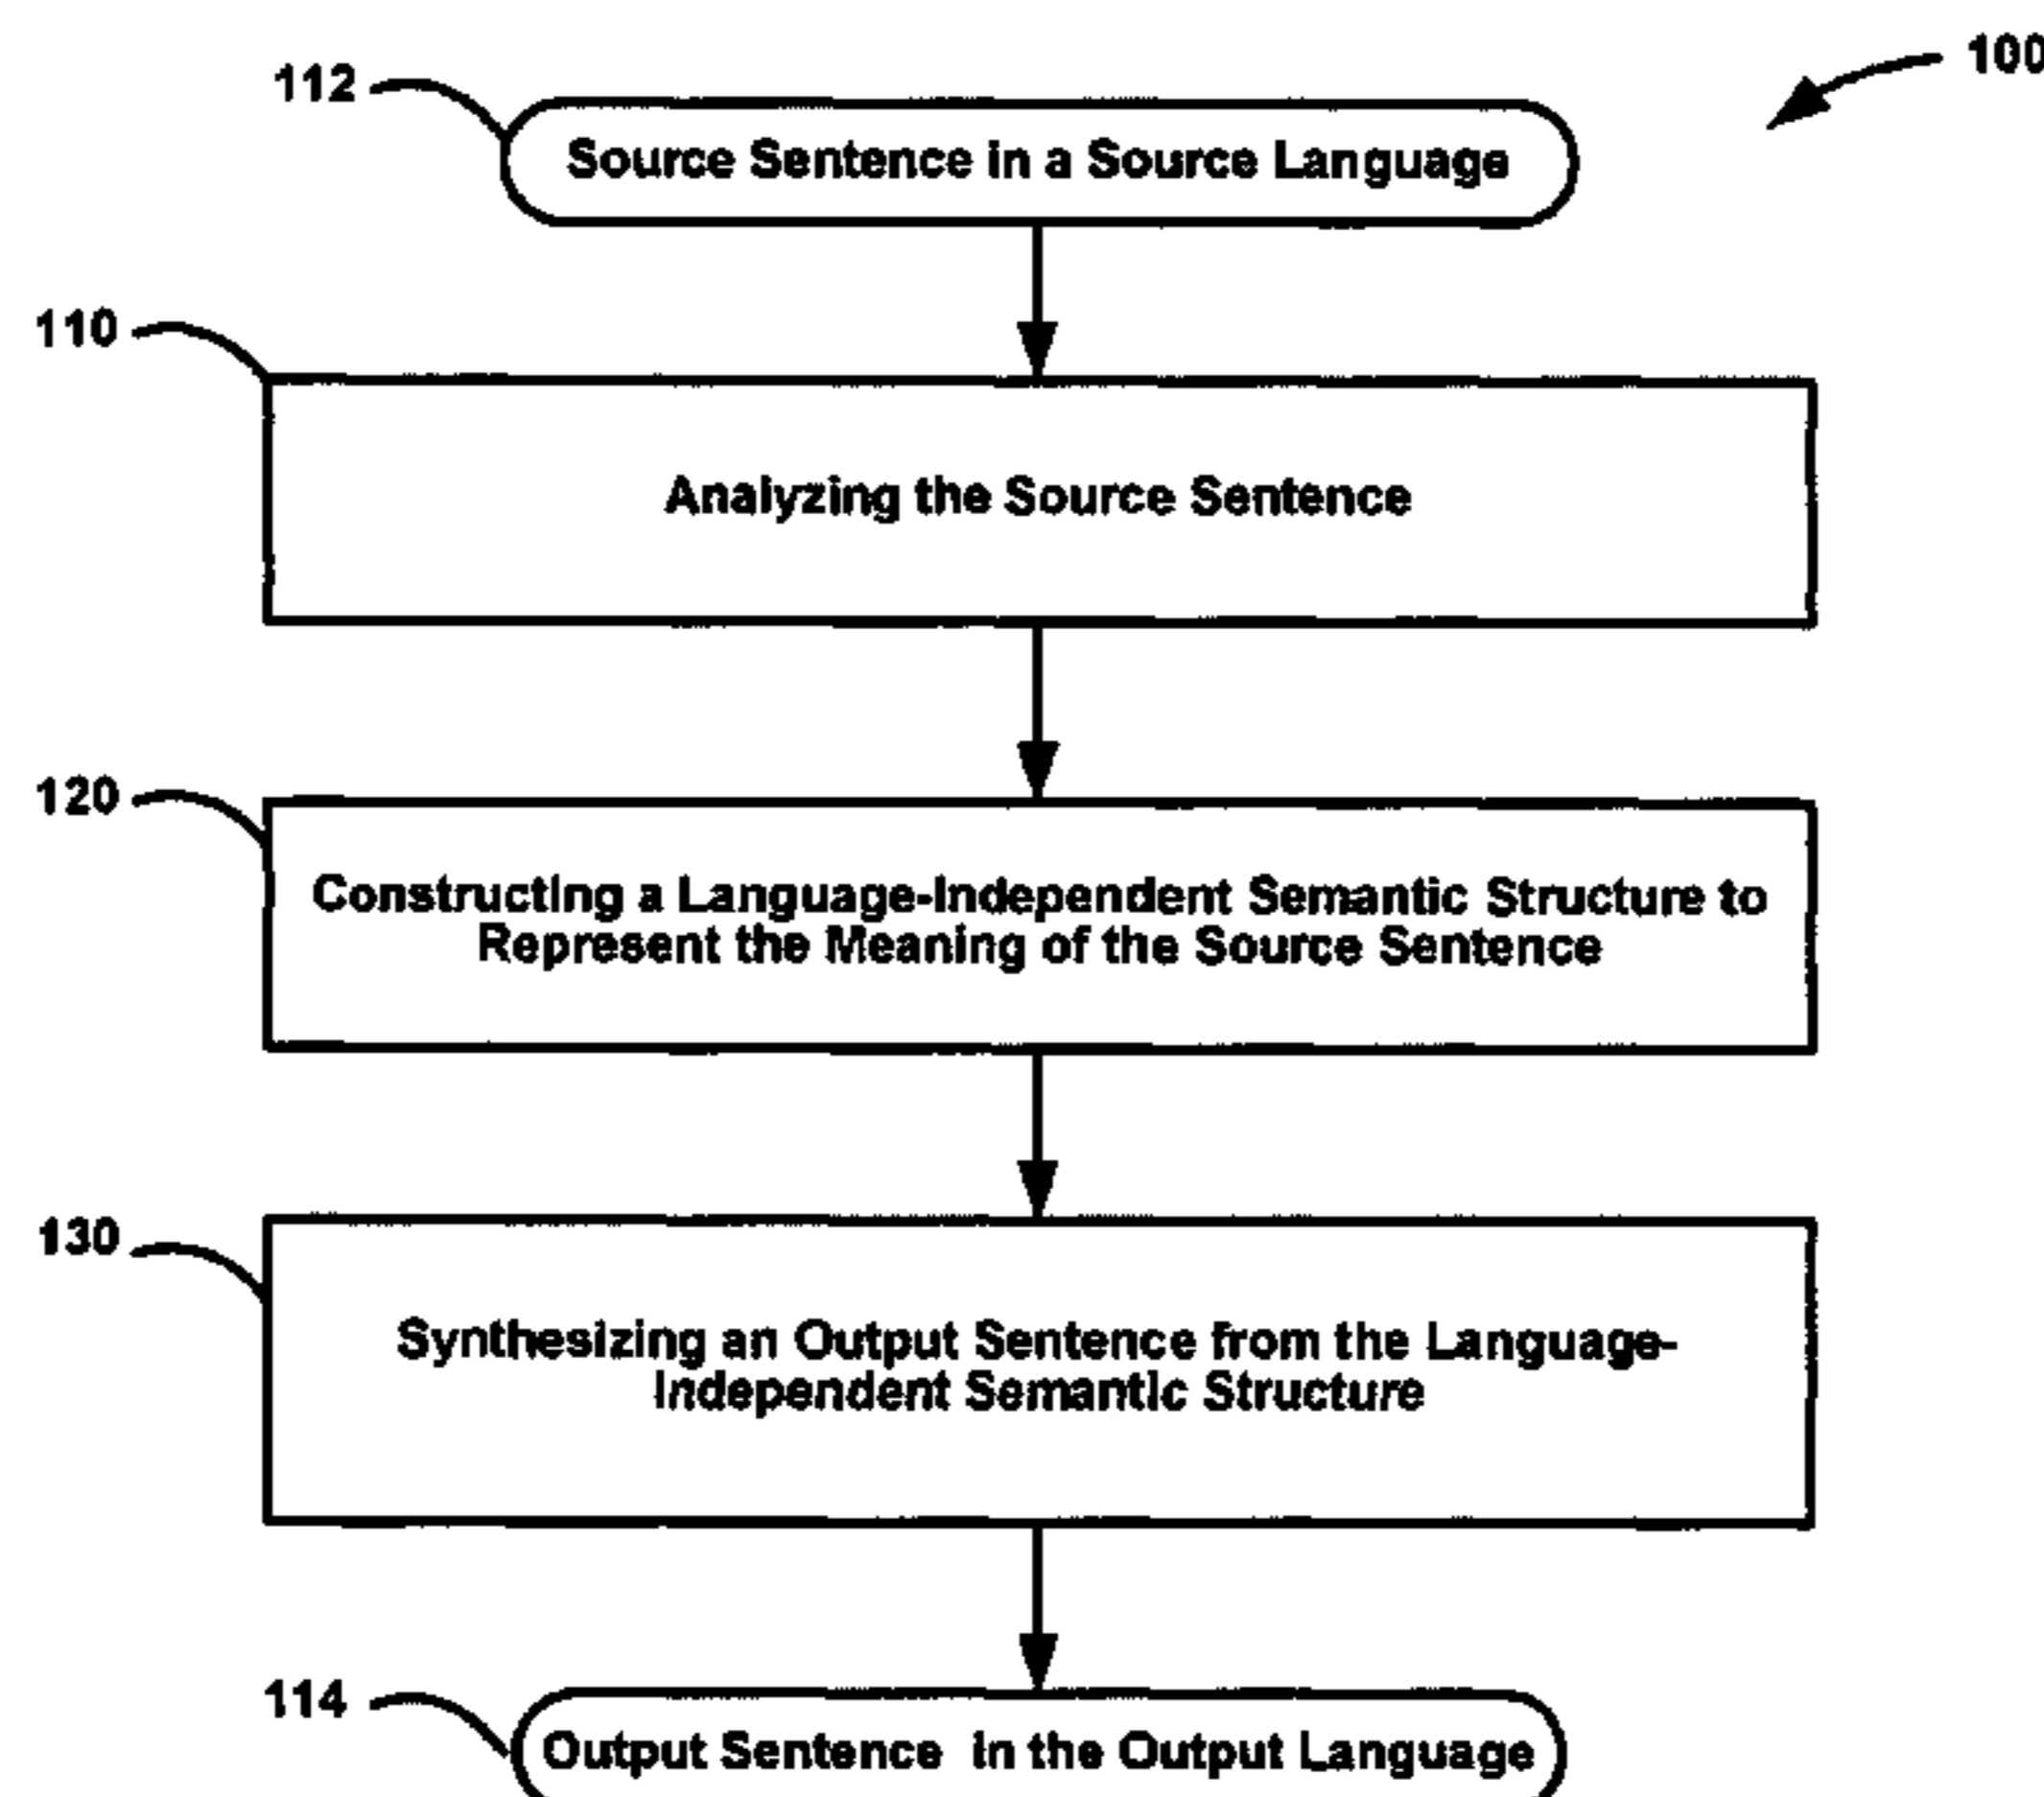 100
112
Source Sentence in a Source Language
110
Analyzing the Source Sentence
120
Constructing a Language-Independent Semantic Structure to
Represent the Meaning of the Source Sentence
130
Synthesizing an Output Sentence from the Language-
Independent Semantic Structure
114
Output Sentence in the Output Language